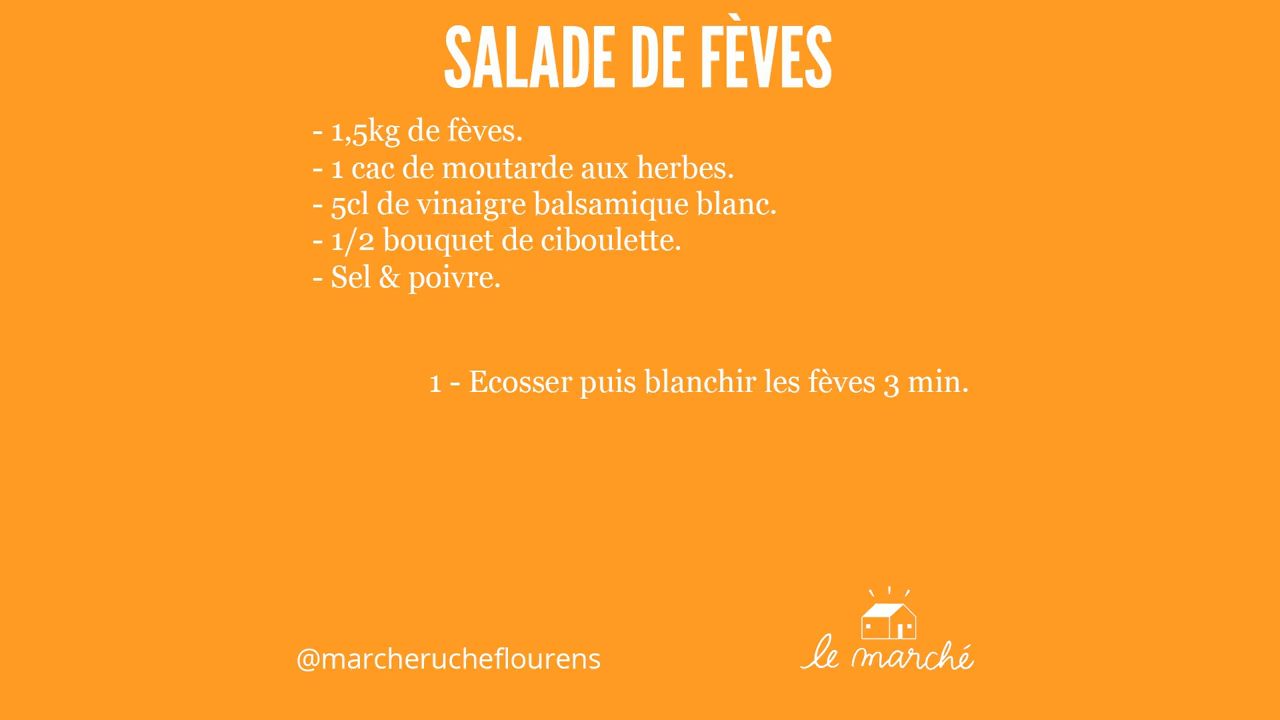 SALADE DE FÈVES
- 1,5kg de fèves.
- 1 cac de moutarde aux herbes.
- 5cl de vinaigre balsamique blanc.
- 1/2 bouquet de ciboulette.
- Sel & poivre.
1 - Ecosser puis blanchir les fèves 3 min.
@marcherucheflourens
le marché